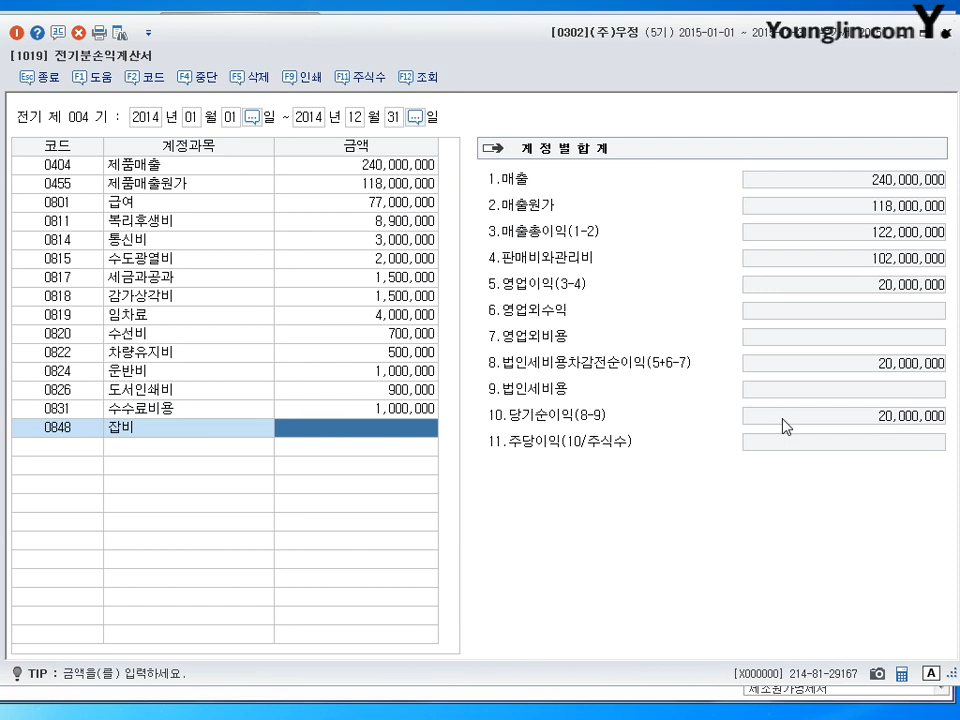 [0302](주)우정 (5기) 2015-01-01 ~
Younglin.com Y.
[1019] 전기분손익계산서
Esc 종료 F1 도움 F2 코드 F4 중단 F5 삭제 F9 인쇄 F11 주식수 F12 조회
전기 제 004 기 : 2014 년 01 월 01 일 ~ 2014 년 12 월 31 일
코드 계정과목 금액
0404 제품매출 240,000,000
0455 제품매출원가 118,000,000
0801 급여 77,000,000
0811 복리후생비 8,900,000
0814 통신비 3,000,000
0815 수도광열비 2,000,000
0817 세금과공과 1,500,000
0818 감가상각비 1,500,000
0819 임차료 4,000,000
0820 수선비 700,000
0822 차량유지비 500,000
0824 운반비 1,000,000
0826 도서인쇄비 900,000
0831 수수료비용 1,000,000
0848 잡비
계 정 별 합 계
1.매출 240,000,000
2.매출원가 118,000,000
3.매출총이익(1-2) 122,000,000
4.판매비와관리비 102,000,000
5.영업이익(3-4) 20,000,000
6.영업외수익
7.영업외비용
8.법인세비용차감전순이익(5+6-7) 20,000,000
9.법인세비용
10.당기순이익(8-9) 20,000,000
11.주당이익(10/주식수)
TIP : 금액을(를) 입력하세요.
[X000000] 214-81-29167 A
제조원가명세서